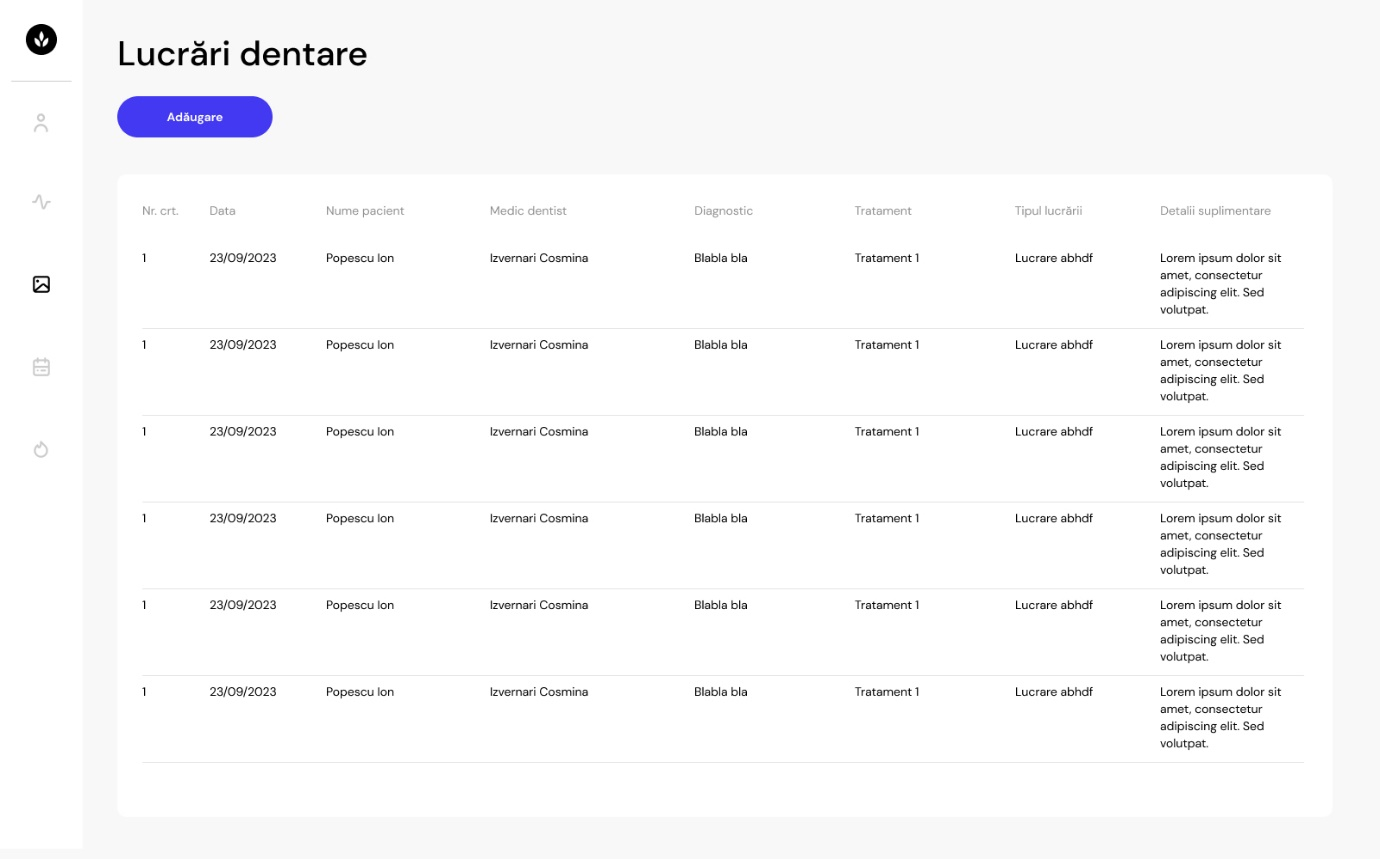 Lucrări dentare
Adăugare
Nr. crt. Data Nume pacient Medic dentist Diagnostic Tratament Tipul lucrării Detalii suplimentare
1 23/09/2023 Popescu Ion Izvernari Cosmina Blabla bla Tratament 1 Lucrare abhdf Lorem ipsum dolor sit
amet, consectetur
adipiscing elit. Sed
volutpat.
1 23/09/2023 Popescu Ion Izvernari Cosmina Blabla bla Tratament 1 Lucrare abhdf Lorem ipsum dolor sit
amet, consectetur
adipiscing elit. Sed
volutpat.
1 23/09/2023 Popescu Ion Izvernari Cosmina Blabla bla Tratament 1 Lucrare abhdf Lorem ipsum dolor sit
amet, consectetur
adipiscing elit. Sed
volutpat.
1 23/09/2023 Popescu Ion Izvernari Cosmina Blabla bla Tratament 1 Lucrare abhdf Lorem ipsum dolor sit
amet, consectetur
adipiscing elit. Sed
volutpat.
1 23/09/2023 Popescu Ion Izvernari Cosmina Blabla bla Tratament 1 Lucrare abhdf Lorem ipsum dolor sit
amet, consectetur
adipiscing elit. Sed
volutpat.
1 23/09/2023 Popescu Ion Izvernari Cosmina Blabla bla Tratament 1 Lucrare abhdf Lorem ipsum dolor sit
amet, consectetur
adipiscing elit. Sed
volutpat.